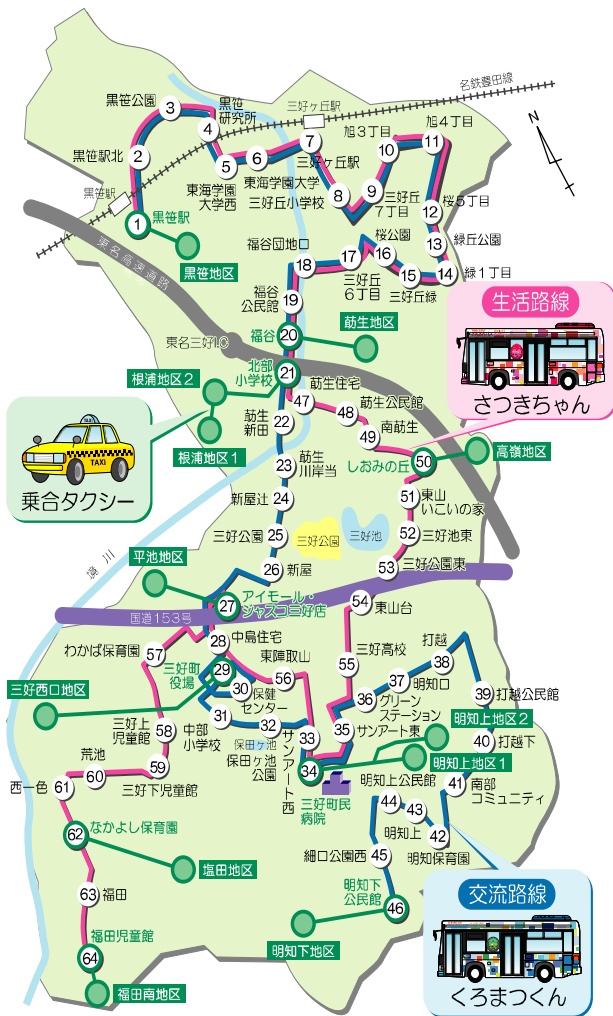 名鉄豊田線
N
黒笹公園
3
黒笹
研究所
4
三好ヶ丘駅
7
三好ケ丘駅
旭3丁目
10
旭4丁目
11
黒笹駅北
2
5
6
東海学園
大学西
東海学園大学
三好丘小学校
8
9
三好丘
7丁目
黒笹駅
1
黒笹駅
黒笹地区
12
桜5丁目
13
緑丘公園
14
緑1丁目
15
三好丘緑
16
桜公園
17
三好丘
6丁目
18
福谷団地口
19
福谷
公民館
東名高速道路
東名三好I.C
20
福谷
莇生地区
21
北部
小学校
根浦地区2
根浦地区1
生活路線
さつきちゃん
TAXI
乗合タクシー
47
莇生住宅
48
莇生公民館
49
南莇生
50
しおみの丘
高嶺地区
22
莇生
新田
23
莇生
川岸当
24
新屋辻
25
三好公園
26
新屋
三好公園
三好池
51
東山
いこいの家
52
三好池東
53
三好公園東
境川
平池地区
27
アイモール・
ジャスコ三好店
国道153号
54
東山台
28
中島住宅
57
わかば保育園
29
三好町
役場
30
保健
センター
56
東陣取山
55
三好高校
三好西口地区
31
中部
小学校
32
保田ヶ池
保田ヶ池
公園
33
サンアート西
34
三好町民
病院
35
サンアート東
36
グリーン
ステーション
37
明知口
38
打越
39
打越公民館
40
打越下
41
南部
コミュニティ
明知上地区2
明知上地区1
58
三好上
児童館
59
三好下児童館
60
荒池
61
西一色
62
なかよし保育園
塩田地区
63
福田
64
福田児童館
福田南地区
42
明知保育園
43
明知上
44
明知上公民館
45
細口公園西
46
明知下
公民館
明知下地区
交流路線
くろまつくん